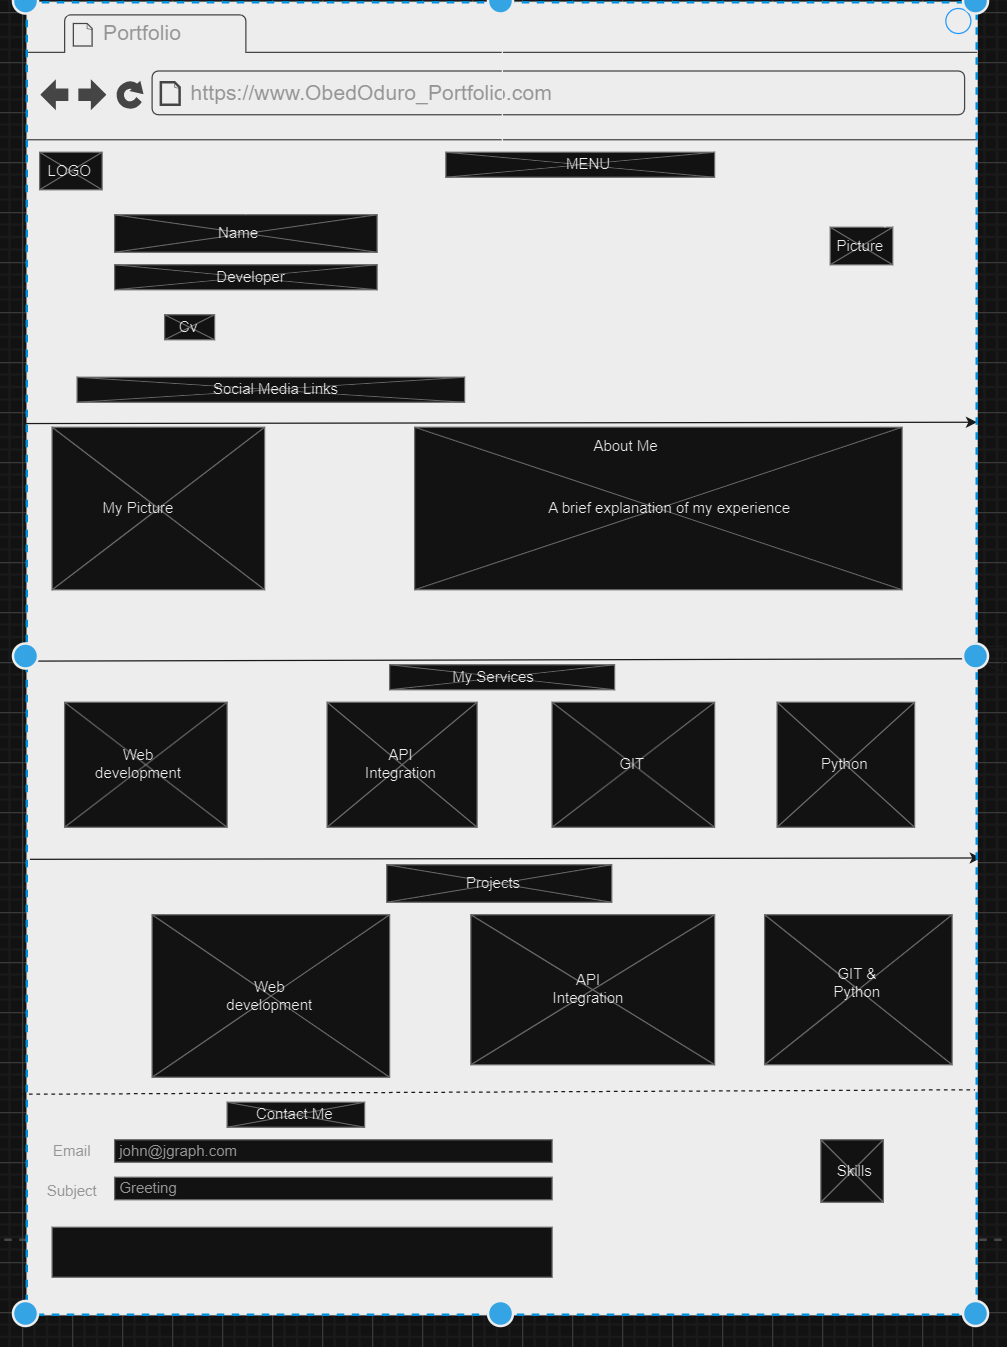 Portfolio
https://www.ObedOduro_Portfolio.com
LOGO
MENU
Name
Picture
Developer
Cv
Social Media Links
About Me
My Picture
A brief explanation of my experience
My Services
Web
development
API
Integration
GIT
Python
Projects
Web
development
API
Integration
GIT &
Python
Contact Me
Email
john@jgraph.com
Skills
Subject
Greeting